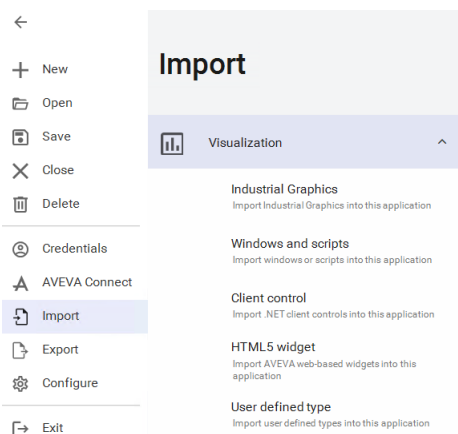 New
Open
Save
Close
Delete
Credentials
AVEVA Connect
Import
Export
Configure
Exit
Import
Visualization
Industrial Graphics
Import Industrial Graphics into this application
Windows and scripts
Import windows or scripts into this application
Client control
Import .NET client controls into this application
HTML5 widget
Import AVEVA web-based widgets into this
application
User defined type
Import user defined types into this application